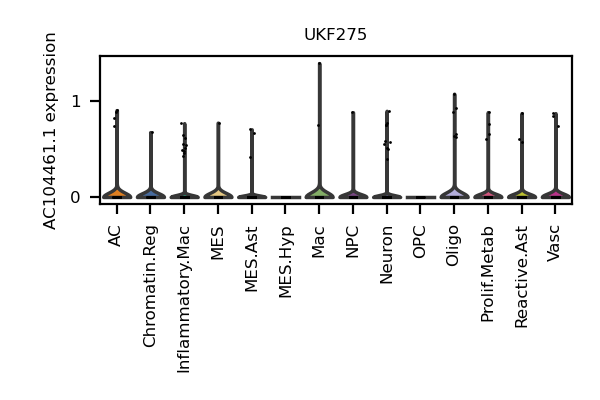 UKF275
AC104461.1 expression
1
0
AC
Chromatin.Reg
Inflammatory.Mac
MES
MES.Ast
MES.Hyp
Mac
NPC
Neuron
OPC
Oligo
Prolif.Metab
Reactive.Ast
Vasc